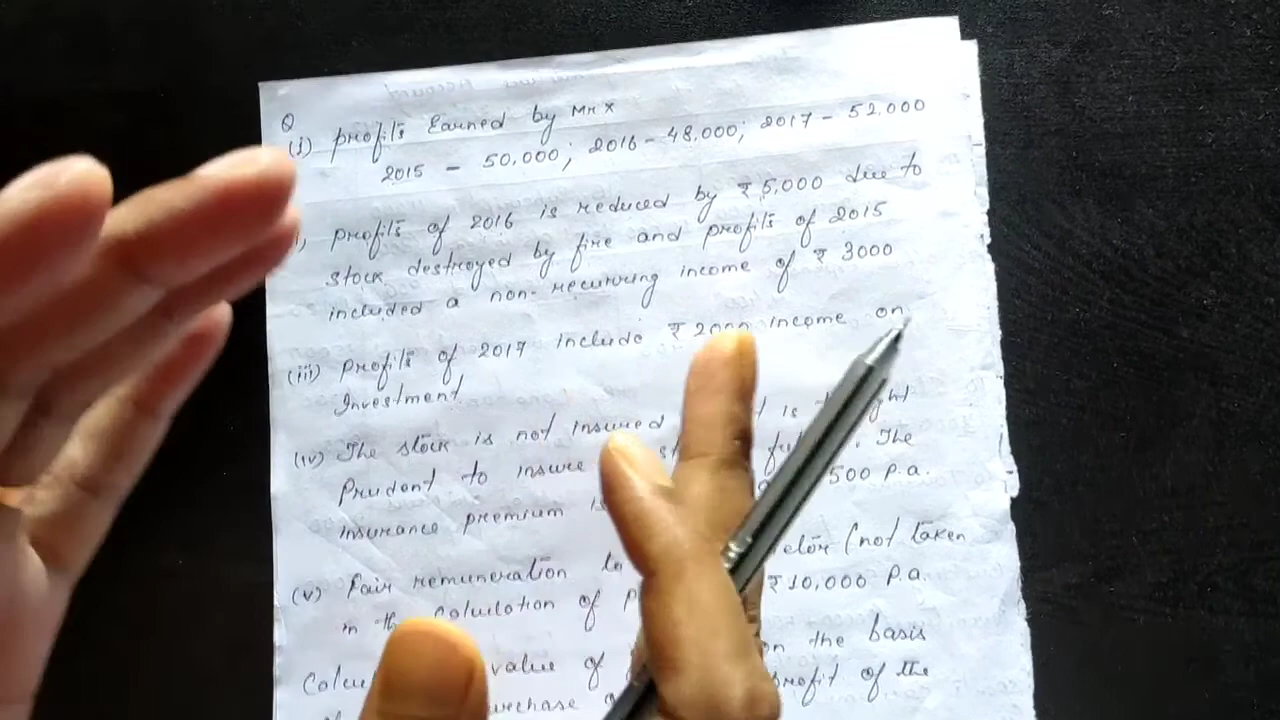 Q
(i) profits Earned by Mr X
2015 - 50,000; 2016 - 48,000; 2017 - 52,000
profits of 2016 is reduced by ₹ 5,000 due to
stock destroyed by fire and profits of 2015
included a non-recurring income of ₹ 3000
(iii) profits of 2017 include ₹ 2000 income on
Investment
(iv) The stock is not insured
Prudent to insure The
insurance premium 500 p.a.
(v) Fair remuneration (not taken
in calculation of ₹ 10,000 p.a.
value of on the basis
profit of the